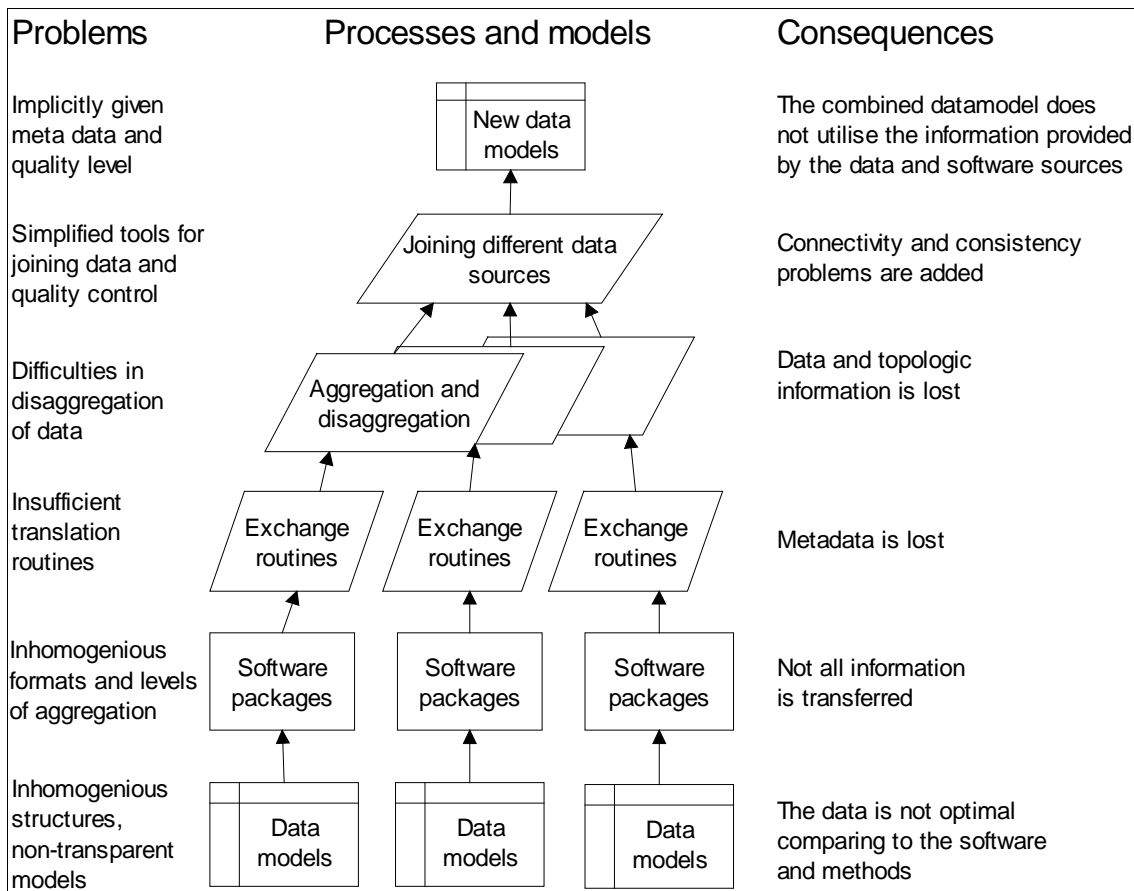 Problems
Processes and models
Consequences
Implicitly given
meta data and
quality level
New data
models
The combined datamodel does
not utilise the information provided
by the data and software sources
Simplified tools for
joining data and
quality control
Joining different data
sources
Connectivity and consistency
problems are added
Difficulties in
disaggregation
of data
Aggregation and
disaggregation
Data and topologic
information is lost
Insufficient
translation
routines
Exchange
routines
Exchange
routines
Exchange
routines
Metadata is lost
Inhomogenious
formats and levels
of aggregation
Software
packages
Software
packages
Software
packages
Not all information
is transferred
Inhomogenious
structures,
non-transparent
models
Data
models
Data
models
Data
models
The data is not optimal
comparing to the software
and methods